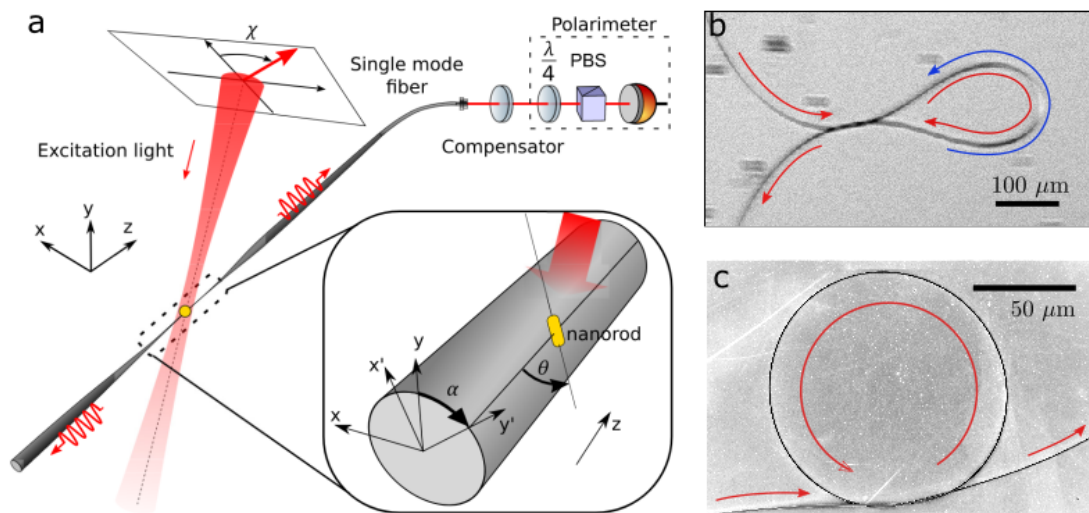 a
χ
Excitation light
Single mode
fiber
Compensator
Polarimeter
λ
4
PBS
y
x
z
x'
y
α
x
y'
θ
nanorod
z
b
100 μm
c
50 μm